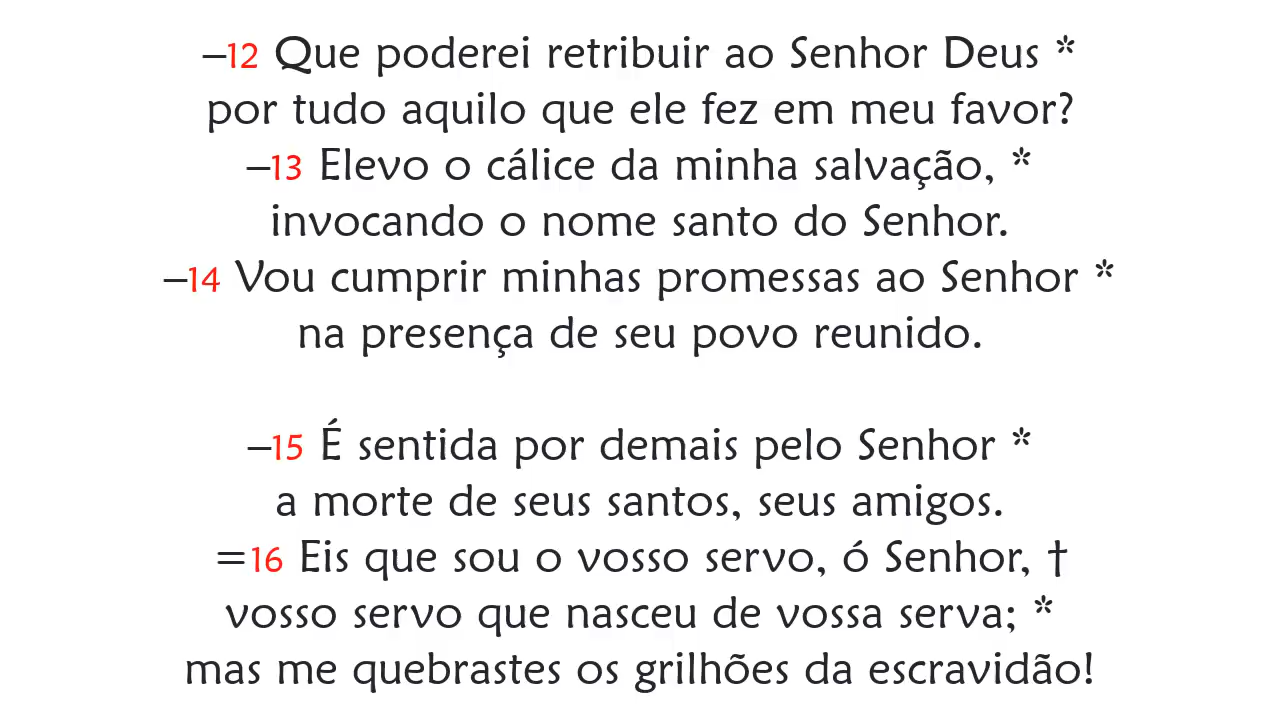 –12 Que poderei retribuir ao Senhor Deus *
por tudo aquilo que ele fez em meu favor?
–13 Elevo o cálice da minha salvação, *
invocando o nome santo do Senhor.
–14 Vou cumprir minhas promessas ao Senhor *
na presença de seu povo reunido.
–15 É sentida por demais pelo Senhor *
a morte de seus santos, seus amigos.
=16 Eis que sou o vosso servo, ó Senhor, †
vosso servo que nasceu de vossa serva; *
mas me quebrastes os grilhões da escravidão!